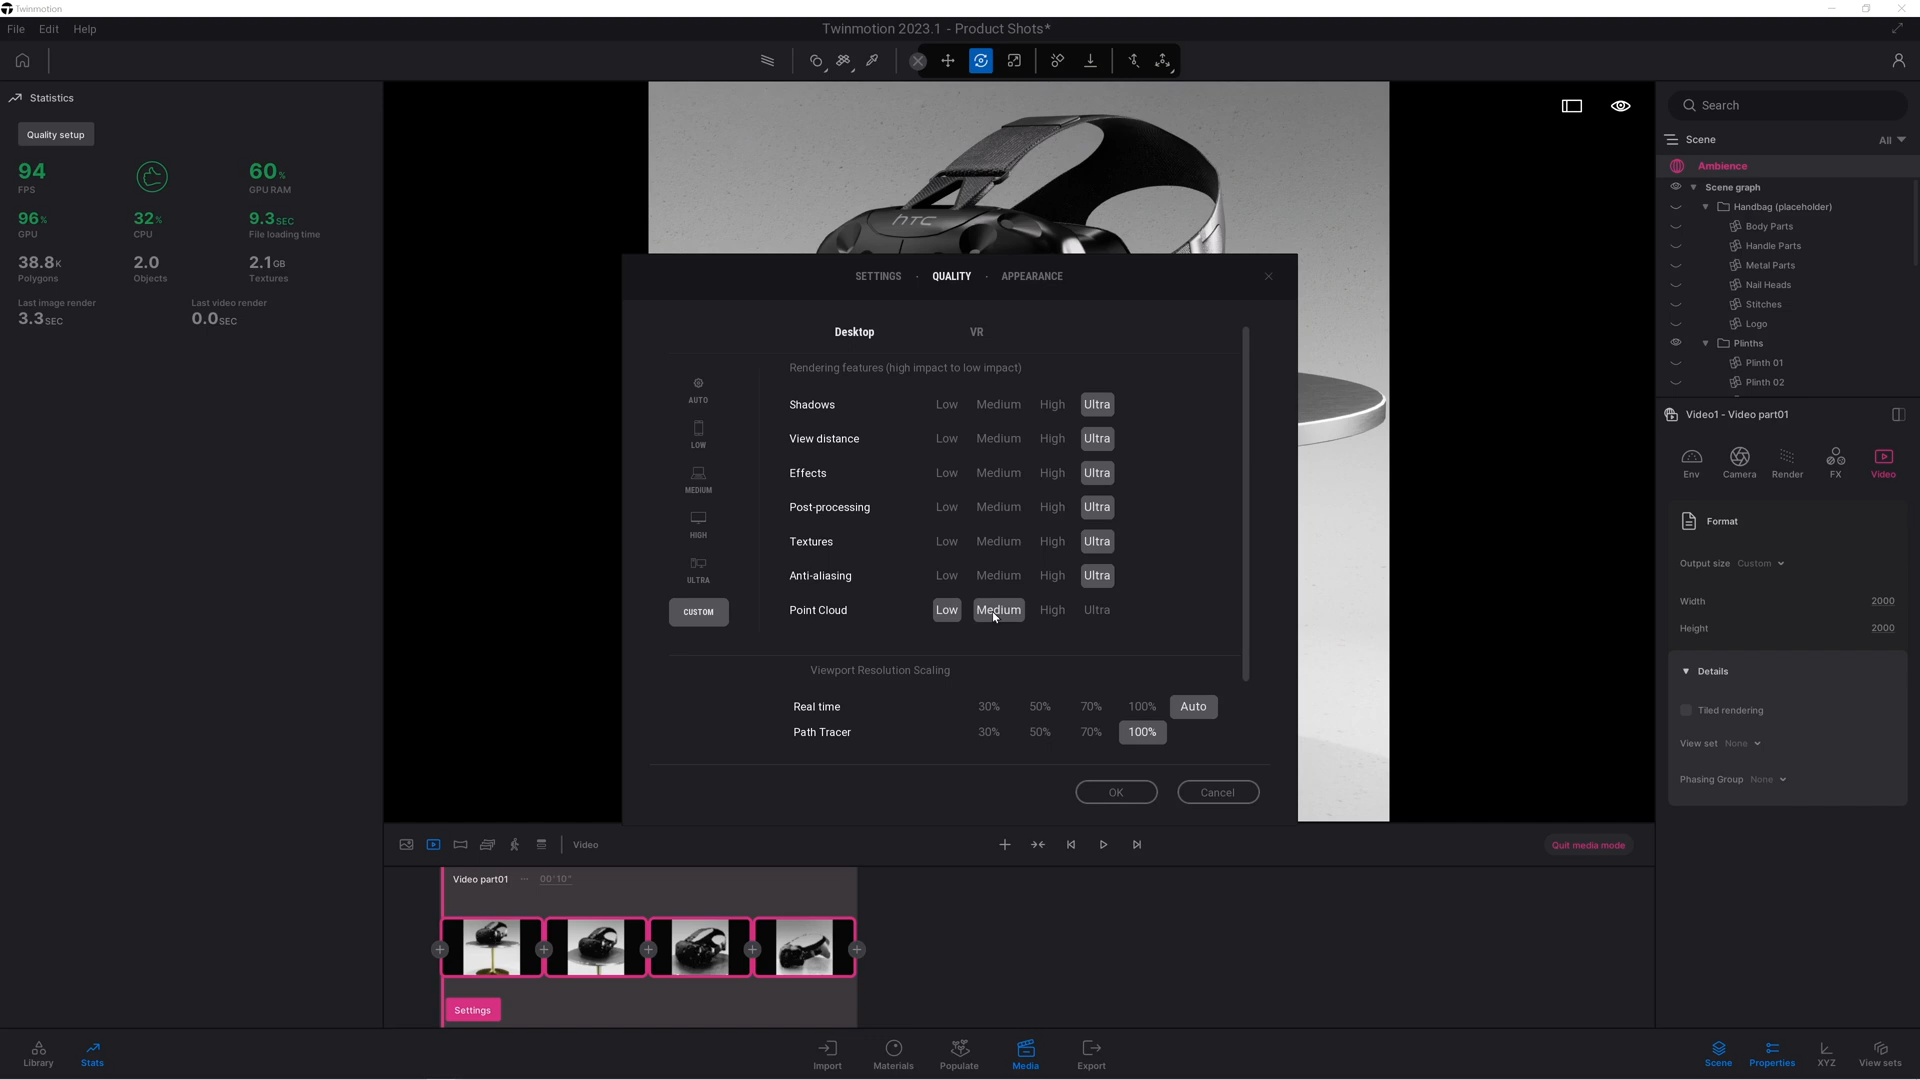 Twinmotion
File Edit Help
Twinmotion 2023.1 - Product Shots*
Statistics
Quality setup
94 60%
FPS GPU RAM
96% 32% 9.3SEC
GPU CPU File loading time
38.8K 2.0 2.1GB
Polygons Objects Textures
Last image render Last video render
3.3SEC 0.0SEC
htc
SETTINGS - QUALITY - APPEARANCE
Desktop VR
Rendering features (high impact to low impact)
AUTO
LOW
MEDIUM
HIGH
ULTRA
CUSTOM
Shadows Low Medium High Ultra
View distance Low Medium High Ultra
Effects Low Medium High Ultra
Post-processing Low Medium High Ultra
Textures Low Medium High Ultra
Anti-aliasing Low Medium High Ultra
Point Cloud Low Medium High Ultra
Viewport Resolution Scaling
Real time 30% 50% 70% 100% Auto
Path Tracer 30% 50% 70% 100%
OK Cancel
Search
Scene All
Ambience
Scene graph
Handbag (placeholder)
Body Parts
Handle Parts
Metal Parts
Nail Heads
Stitches
Logo
Plinths
Plinth 01
Plinth 02
Video1 - Video part01
Env Camera Render FX Video
Format
Output size Custom
Width 2000
Height 2000
Details
Tiled rendering
View set None
Phasing Group None
Video
Quit media mode
Video part01 ··· 00'10"
Settings
Library Stats Import Materials Populate Media Export Scene Properties XYZ View sets